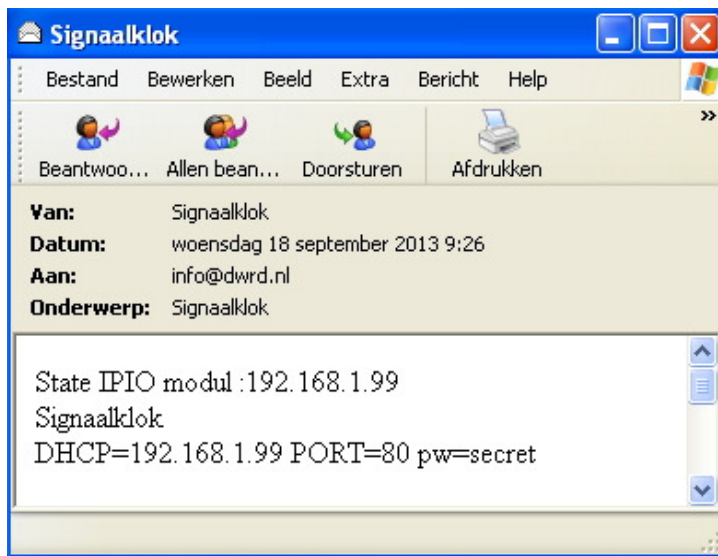 Signaalklok
Bestand Bewerken Beeld Extra Bericht Help
»
Beantwoo... Allen bean... Doorsturen Afdrukken
Van: Signaalklok
Datum: woensdag 18 september 2013 9:26
Aan: info@dwrd.nl
Onderwerp: Signaalklok
State IPIO modul :192.168.1.99
Signaalklok
DHCP=192.168.1.99 PORT=80 pw=secret